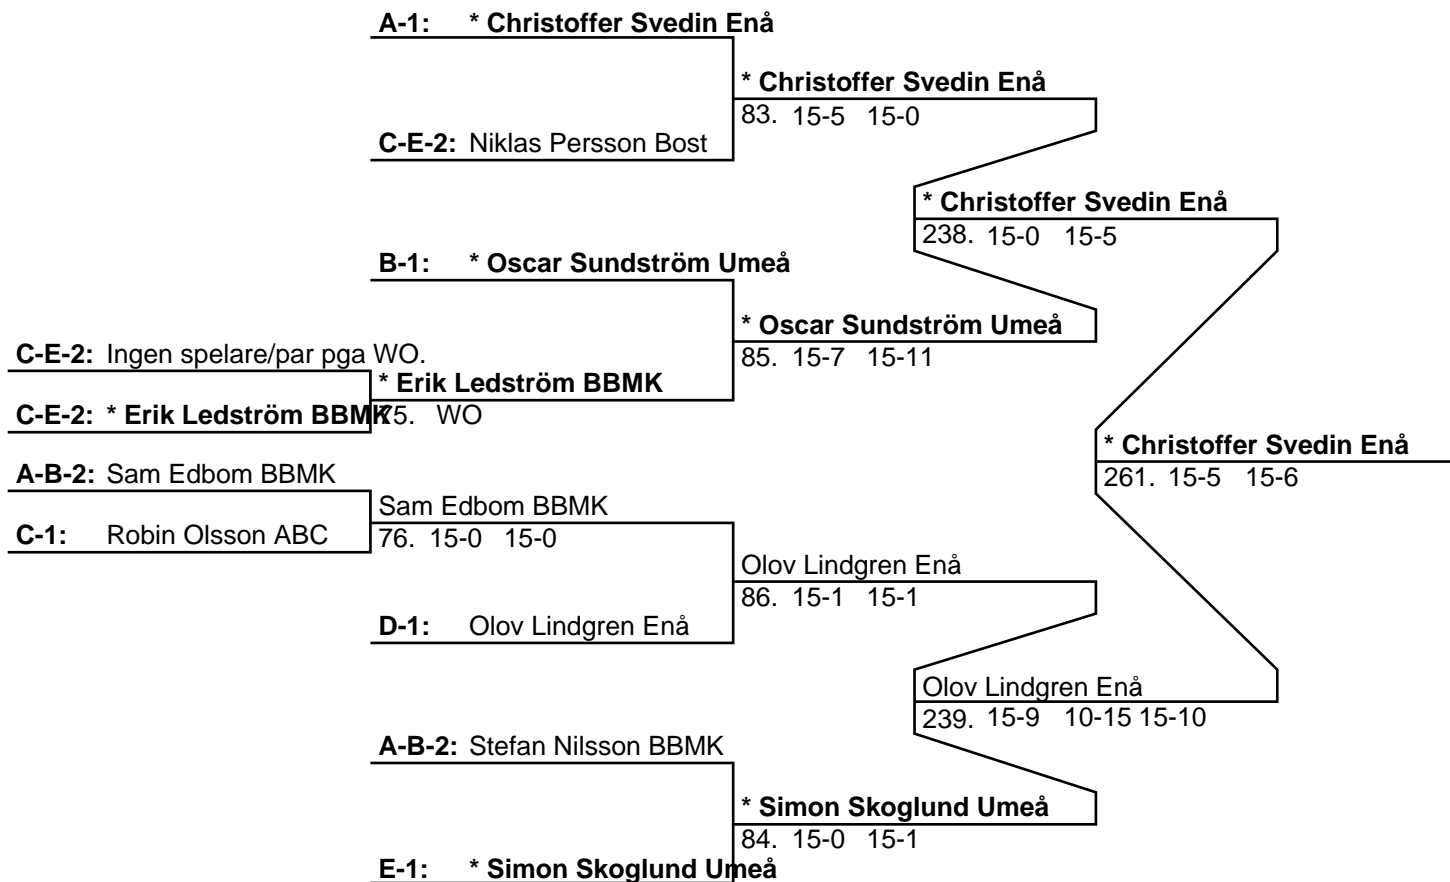 A-1: * Christoffer Svedin Enå
* Christoffer Svedin Enå
83. 15-5 15-0
C-E-2: Niklas Persson Bost
* Christoffer Svedin Enå
238. 15-0 15-5
B-1: * Oscar Sundström Umeå
* Oscar Sundström Umeå
85. 15-7 15-11
C-E-2: Ingen spelare/par pga WO.
* Erik Ledström BBMK
C-E-2: * Erik Ledström BBMK
75. WO
* Christoffer Svedin Enå
261. 15-5 15-6
A-B-2: Sam Edbom BBMK
Sam Edbom BBMK
C-1: Robin Olsson ABC
76. 15-0 15-0
Olov Lindgren Enå
86. 15-1 15-1
D-1: Olov Lindgren Enå
Olov Lindgren Enå
239. 15-9 10-15 15-10
A-B-2: Stefan Nilsson BBMK
* Simon Skoglund Umeå
84. 15-0 15-1
E-1: * Simon Skoglund Umeå